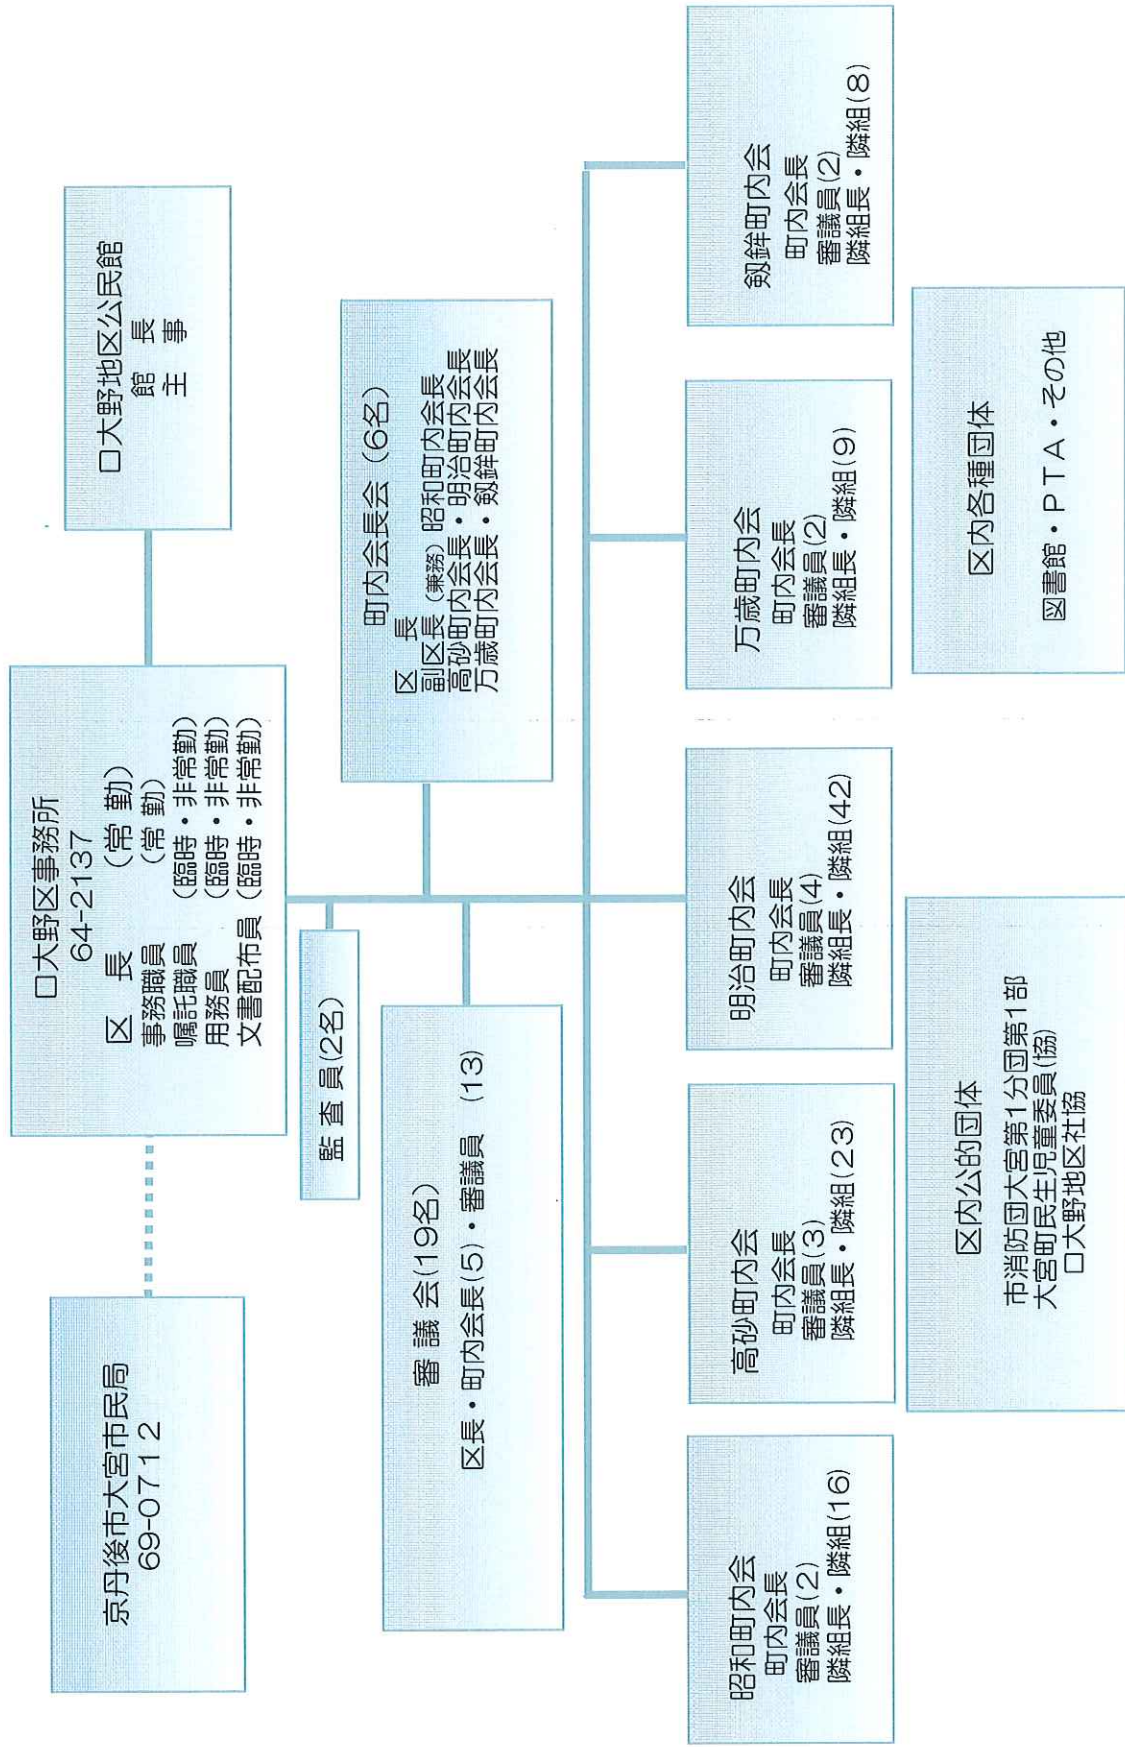 京丹後市大宮市民局
69-0712
口大野区事務所
64-2137
区　長　（常 勤）
事務職員　（常 勤）
嘱託職員　（臨時・非常勤）
用務員　（臨時・非常勤）
文書配布員（臨時・非常勤）
口大野地区公民館
館　長
主　事
監 査 員(2名)
町内会長会（6名）
区　長
副区長（兼務）昭和町内会長
高砂町内会長・明治町内会長
万歳町内会長・剱鉾町内会長
審 議 会(19名)
区長・町内会長(5)・審議員 (13)
昭和町内会
町内会長
審議員(2)
隣組長・隣組(16)
高砂町内会
町内会長
審議員(3)
隣組長・隣組(23)
明治町内会
町内会長
審議員(4)
隣組長・隣組(42)
万歳町内会
町内会長
審議員(2)
隣組長・隣組(9)
剱鉾町内会
町内会長
審議員(2)
隣組長・隣組(8)
区内公的団体
市消防団大宮第1分団第1部
大宮町民生児童委員(協)
口大野地区社協
区内各種団体
図書館・ＰＴＡ・その他